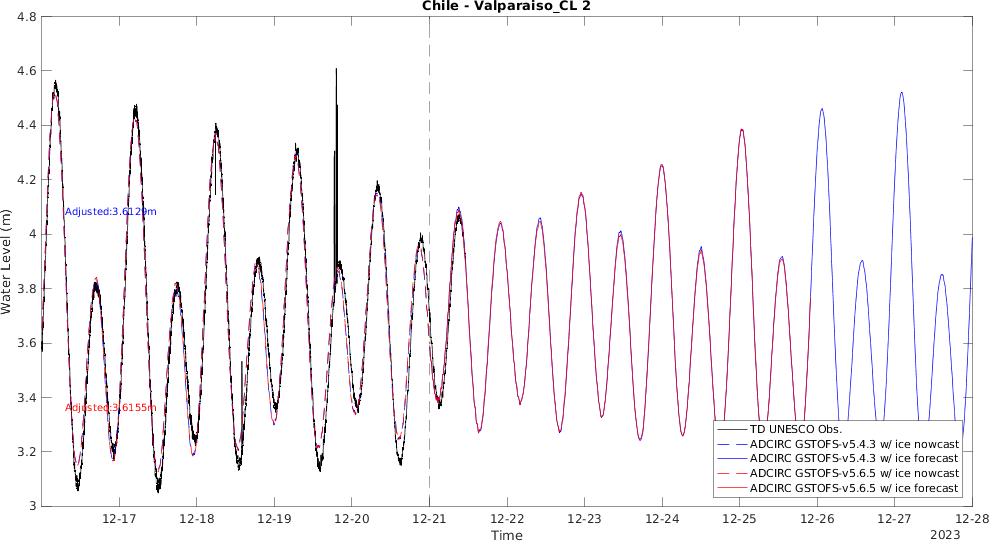 Chile - Valparaiso_CL 2
4.8
4.6
4.4
4.2
4
3.8
3.6
3.4
3.2
3
Water Level (m)
Adjusted:3.6129m
Adjusted:3.6155m
TD UNESCO Obs.
ADCIRC GSTOFS-v5.4.3 w/ ice nowcast
ADCIRC GSTOFS-v5.4.3 w/ ice forecast
ADCIRC GSTOFS-v5.6.5 w/ ice nowcast
ADCIRC GSTOFS-v5.6.5 w/ ice forecast
12-17 12-18 12-19 12-20 12-21 12-22 12-23 12-24 12-25 12-26 12-27 12-28
Time 2023